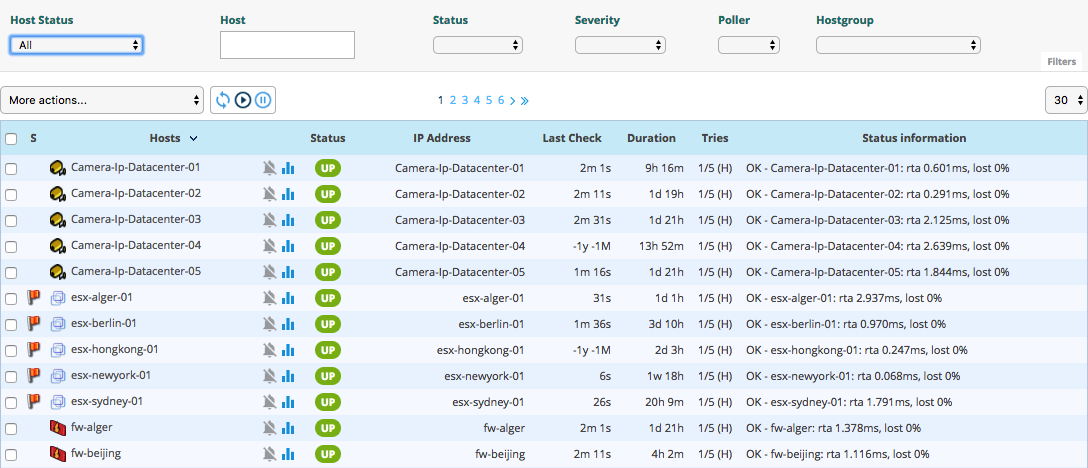 Host Status Host Status Severity Poller Hostgroup
All
Filters
More actions... 1 2 3 4 5 6 30
S Hosts Status IP Address Last Check Duration Tries Status information
Camera-Ip-Datacenter-01 UP Camera-Ip-Datacenter-01 2m 1s 9h 16m 1/5 (H) OK - Camera-Ip-Datacenter-01: rta 0.601ms, lost 0%
Camera-Ip-Datacenter-02 UP Camera-Ip-Datacenter-02 2m 11s 1d 19h 1/5 (H) OK - Camera-Ip-Datacenter-02: rta 0.291ms, lost 0%
Camera-Ip-Datacenter-03 UP Camera-Ip-Datacenter-03 2m 31s 1d 21h 1/5 (H) OK - Camera-Ip-Datacenter-03: rta 2.125ms, lost 0%
Camera-Ip-Datacenter-04 UP Camera-Ip-Datacenter-04 -1y -1M 13h 52m 1/5 (H) OK - Camera-Ip-Datacenter-04: rta 2.639ms, lost 0%
Camera-Ip-Datacenter-05 UP Camera-Ip-Datacenter-05 1m 16s 1d 21h 1/5 (H) OK - Camera-Ip-Datacenter-05: rta 1.844ms, lost 0%
esx-alger-01 UP esx-alger-01 31s 1d 1h 1/5 (H) OK - esx-alger-01: rta 2.937ms, lost 0%
esx-berlin-01 UP esx-berlin-01 1m 36s 3d 10h 1/5 (H) OK - esx-berlin-01: rta 0.970ms, lost 0%
esx-hongkong-01 UP esx-hongkong-01 -1y -1M 2d 3h 1/5 (H) OK - esx-hongkong-01: rta 0.247ms, lost 0%
esx-newyork-01 UP esx-newyork-01 6s 1w 18h 1/5 (H) OK - esx-newyork-01: rta 0.068ms, lost 0%
esx-sydney-01 UP esx-sydney-01 26s 20h 9m 1/5 (H) OK - esx-sydney-01: rta 1.791ms, lost 0%
fw-alger UP fw-alger 2m 1s 1d 21h 1/5 (H) OK - fw-alger: rta 1.378ms, lost 0%
fw-beijing UP fw-beijing 2m 11s 4h 2m 1/5 (H) OK - fw-beijing: rta 1.116ms, lost 0%